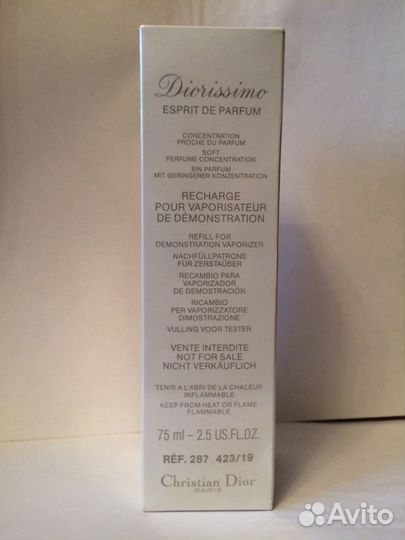 Diorissimo
ESPRIT DE PARFUM
CONCENTRATION
PROCHE DU PARFUM
SOFT
PERFUME CONCENTRATION
EIN PARFUM
MIT GERINGERER KONZENTRATION
RECHARGE
POUR VAPORISATEUR
DE DÉMONSTRATION
REFILL FOR
DEMONSTRATION VAPORIZER
NACHFÜLLPATRONE
FÜR ZERSTÄUBER
RECAMBIO PARA
VAPORIZADOR
DE DEMOSTRACIÓN
RICAMBIO
PER VAPORIZZATORE
DIMOSTRAZIONE
VULLING VOOR TESTER
VENTE INTERDITE
NOT FOR SALE
NICHT VERKÄUFLICH
TENIR A L'ABRI DE LA CHALEUR
INFLAMMABLE
KEEP FROM HEAT OR FLAME
FLAMMABLE
75 ml – 2.5 US.FL.OZ.
RÉF. 287 423/19
Christian Dior
PARIS
Avito